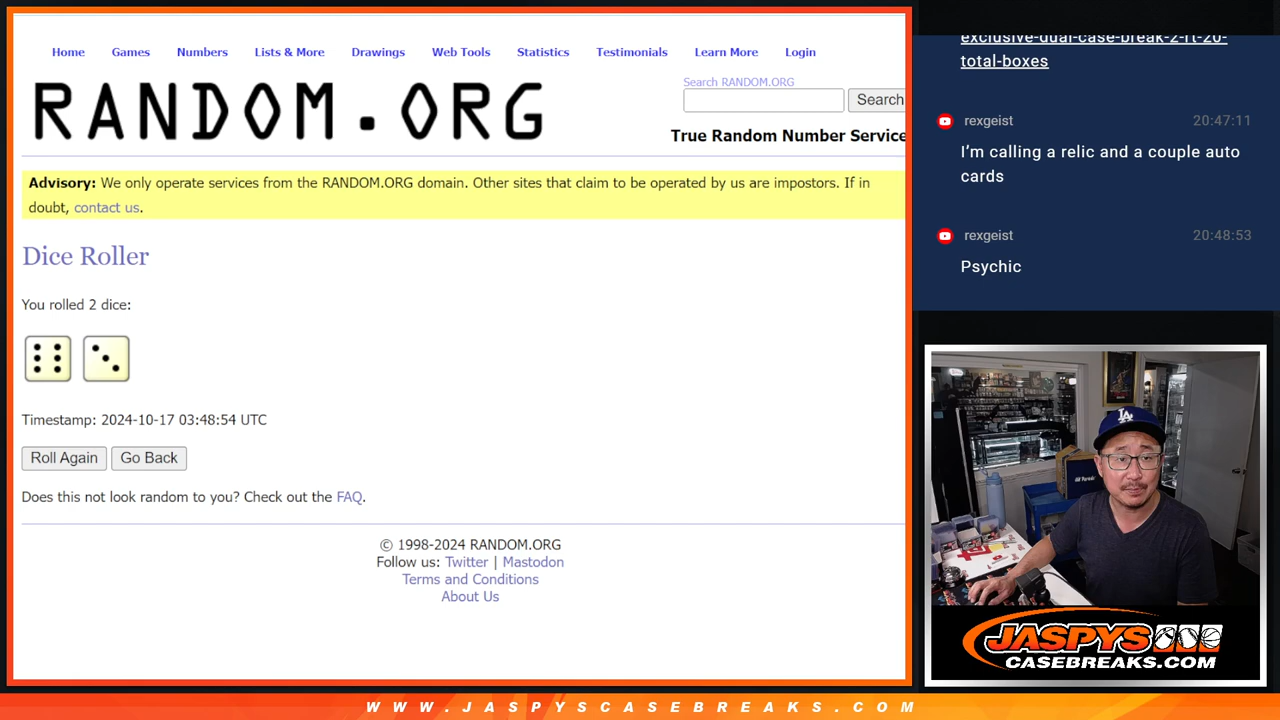 Home Games Numbers Lists & More Drawings Web Tools Statistics Testimonials Learn More Login
RANDOM.ORG
Search RANDOM.ORG
Search
True Random Number Service
Advisory: We only operate services from the RANDOM.ORG domain. Other sites that claim to be operated by us are impostors. If in
doubt, contact us.
Dice Roller
You rolled 2 dice:
Timestamp: 2024-10-17 03:48:54 UTC
Roll Again Go Back
Does this not look random to you? Check out the FAQ.
© 1998-2024 RANDOM.ORG
Follow us: Twitter | Mastodon
Terms and Conditions
About Us
exclusive-dual-case-break-2-ft-20-
total-boxes
rexgeist 20:47:11
I'm calling a relic and a couple auto
cards
rexgeist 20:48:53
Psychic
LA
JASPYS
CASEBREAKS.COM
WWW.JASPYSCASEBREAKS.COM